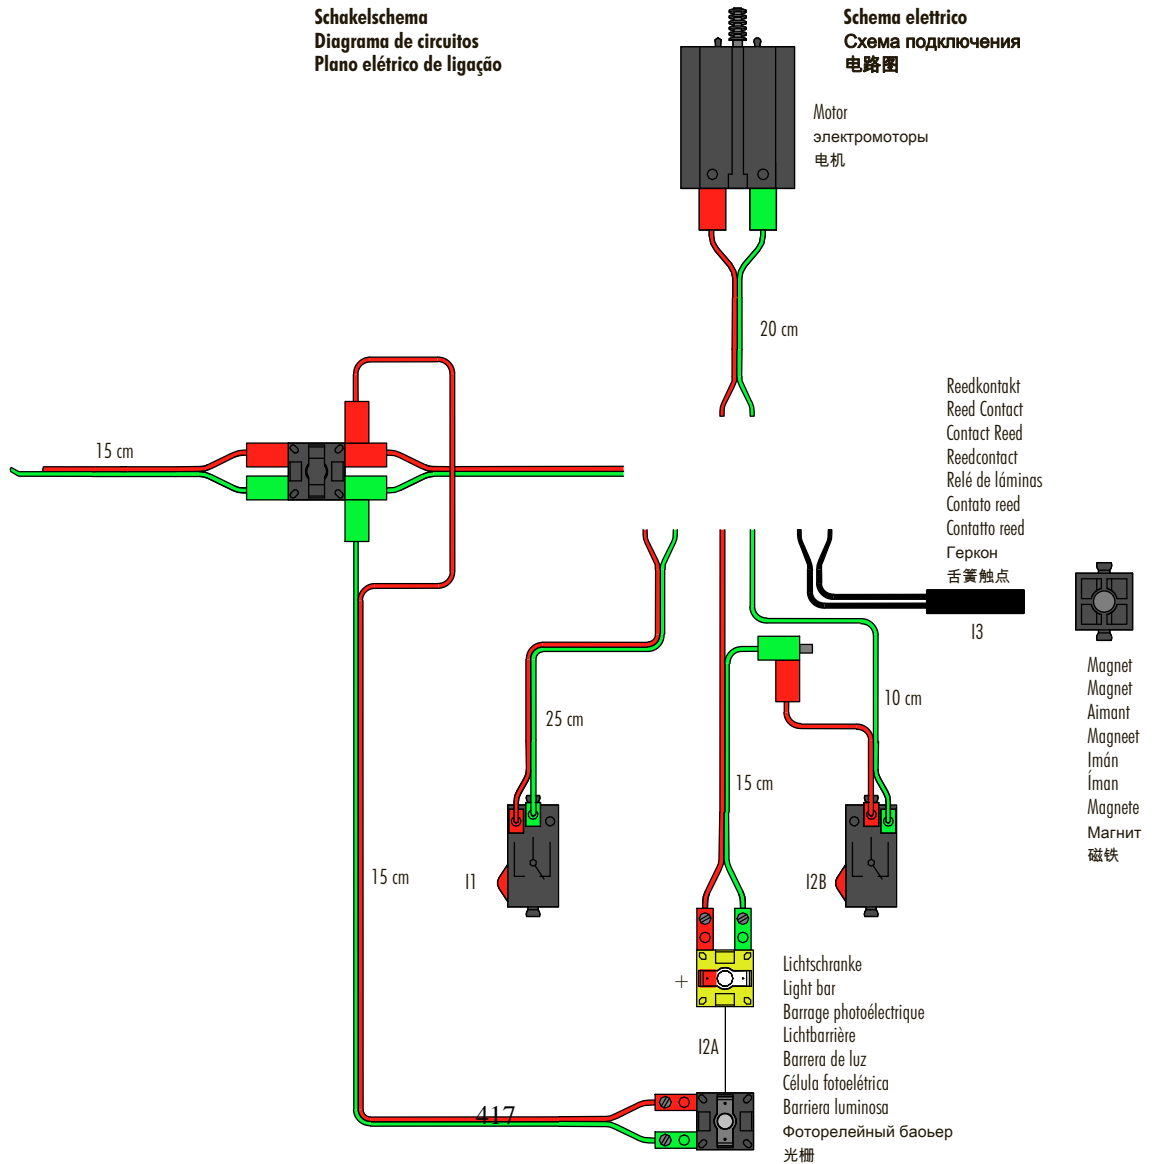 Schakelschema
Diagrama de circuitos
Plano elétrico de ligação
Schema elettrico
Схема подключения
电路图
Motor
электромоторы
电机
20 cm
15 cm
Reedkontakt
Reed Contact
Contact Reed
Reedcontact
Relé de láminas
Contato reed
Contatto reed
Геркон
舌簧触点
I3
Magnet
Magnet
Aimant
Magneet
Imán
Íman
Magnete
Магнит
磁铁
25 cm
10 cm
15 cm
15 cm
I1
I2B
+
Lichtschranke
Light bar
Barrage photoélectrique
Lichtbarrière
Barrera de luz
Célula fotoelétrica
Barriera luminosa
Фоторелейный баоьер
光栅
I2A
417